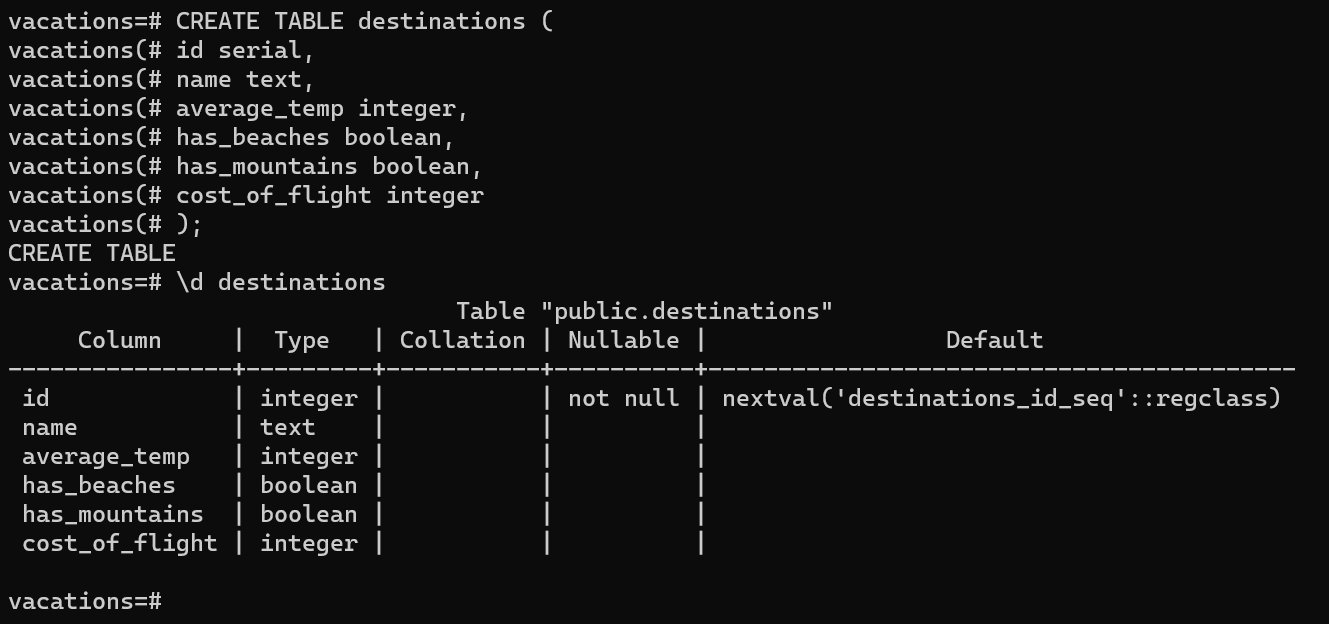 vacations=# CREATE TABLE destinations (
vacations(# id serial,
vacations(# name text,
vacations(# average_temp integer,
vacations(# has_beaches boolean,
vacations(# has_mountains boolean,
vacations(# cost_of_flight integer
vacations(# );
CREATE TABLE
vacations=# \d destinations
                                Table "public.destinations"
     Column     |  Type   | Collation | Nullable |                 Default
----------------+---------+-----------+----------+------------------------------------------
 id             | integer |           | not null | nextval('destinations_id_seq'::regclass)
 name           | text    |           |          |
 average_temp   | integer |           |          |
 has_beaches    | boolean |           |          |
 has_mountains  | boolean |           |          |
 cost_of_flight | integer |           |          |

vacations=#